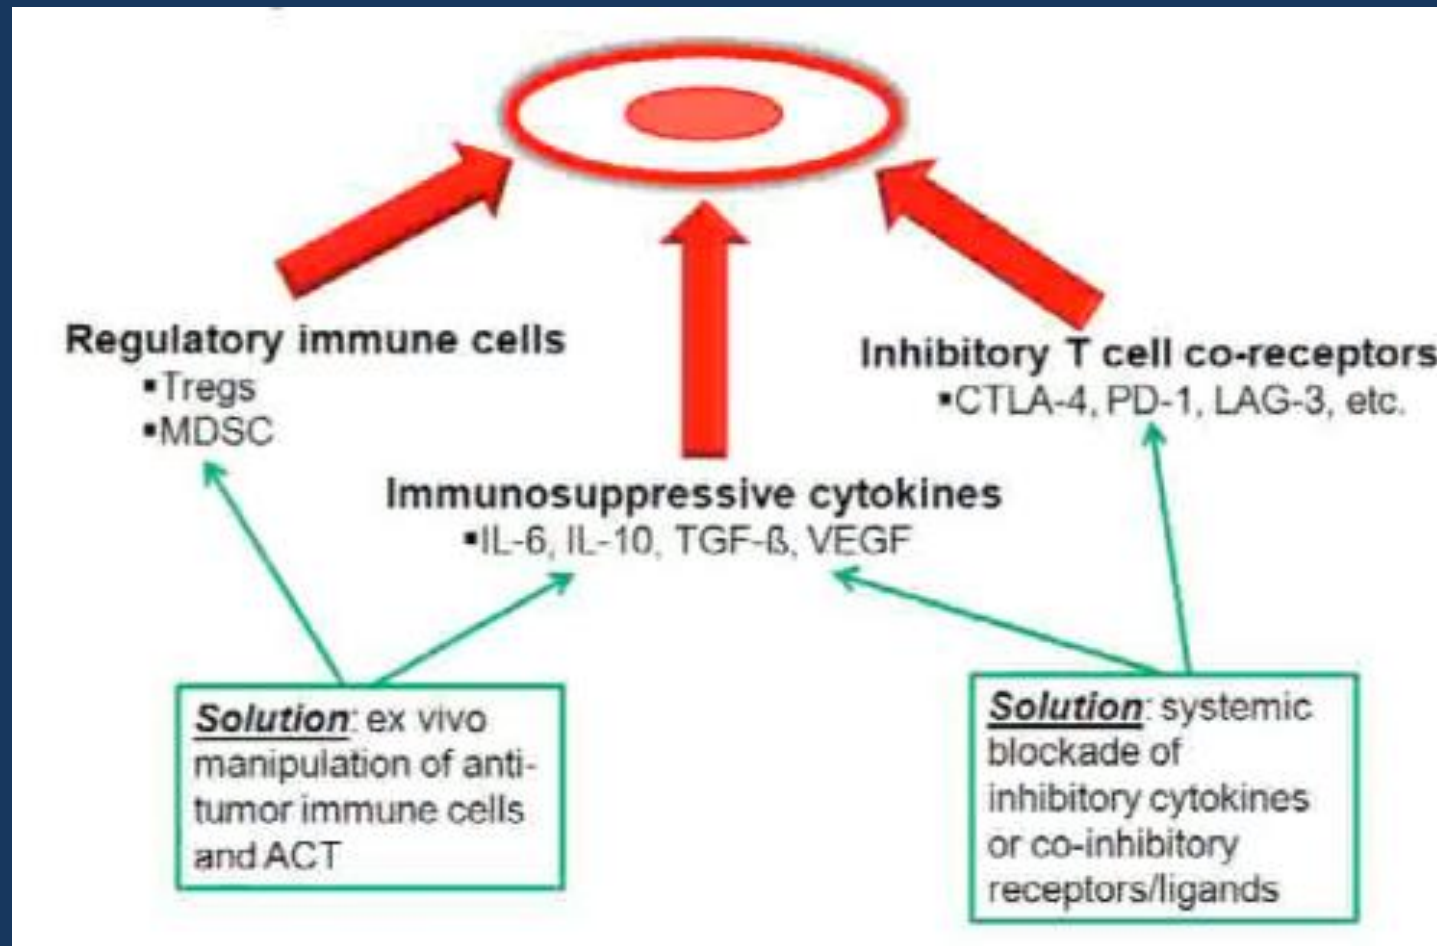 Regulatory immune cells
▪Tregs
▪MDSC
Inhibitory T cell co-receptors
▪CTLA-4, PD-1, LAG-3, etc.
Immunosuppressive cytokines
▪IL-6, IL-10, TGF-ß, VEGF
Solution: ex vivo
manipulation of anti-
tumor immune cells
and ACT
Solution: systemic
blockade of
inhibitory cytokines
or co-inhibitory
receptors/ligands